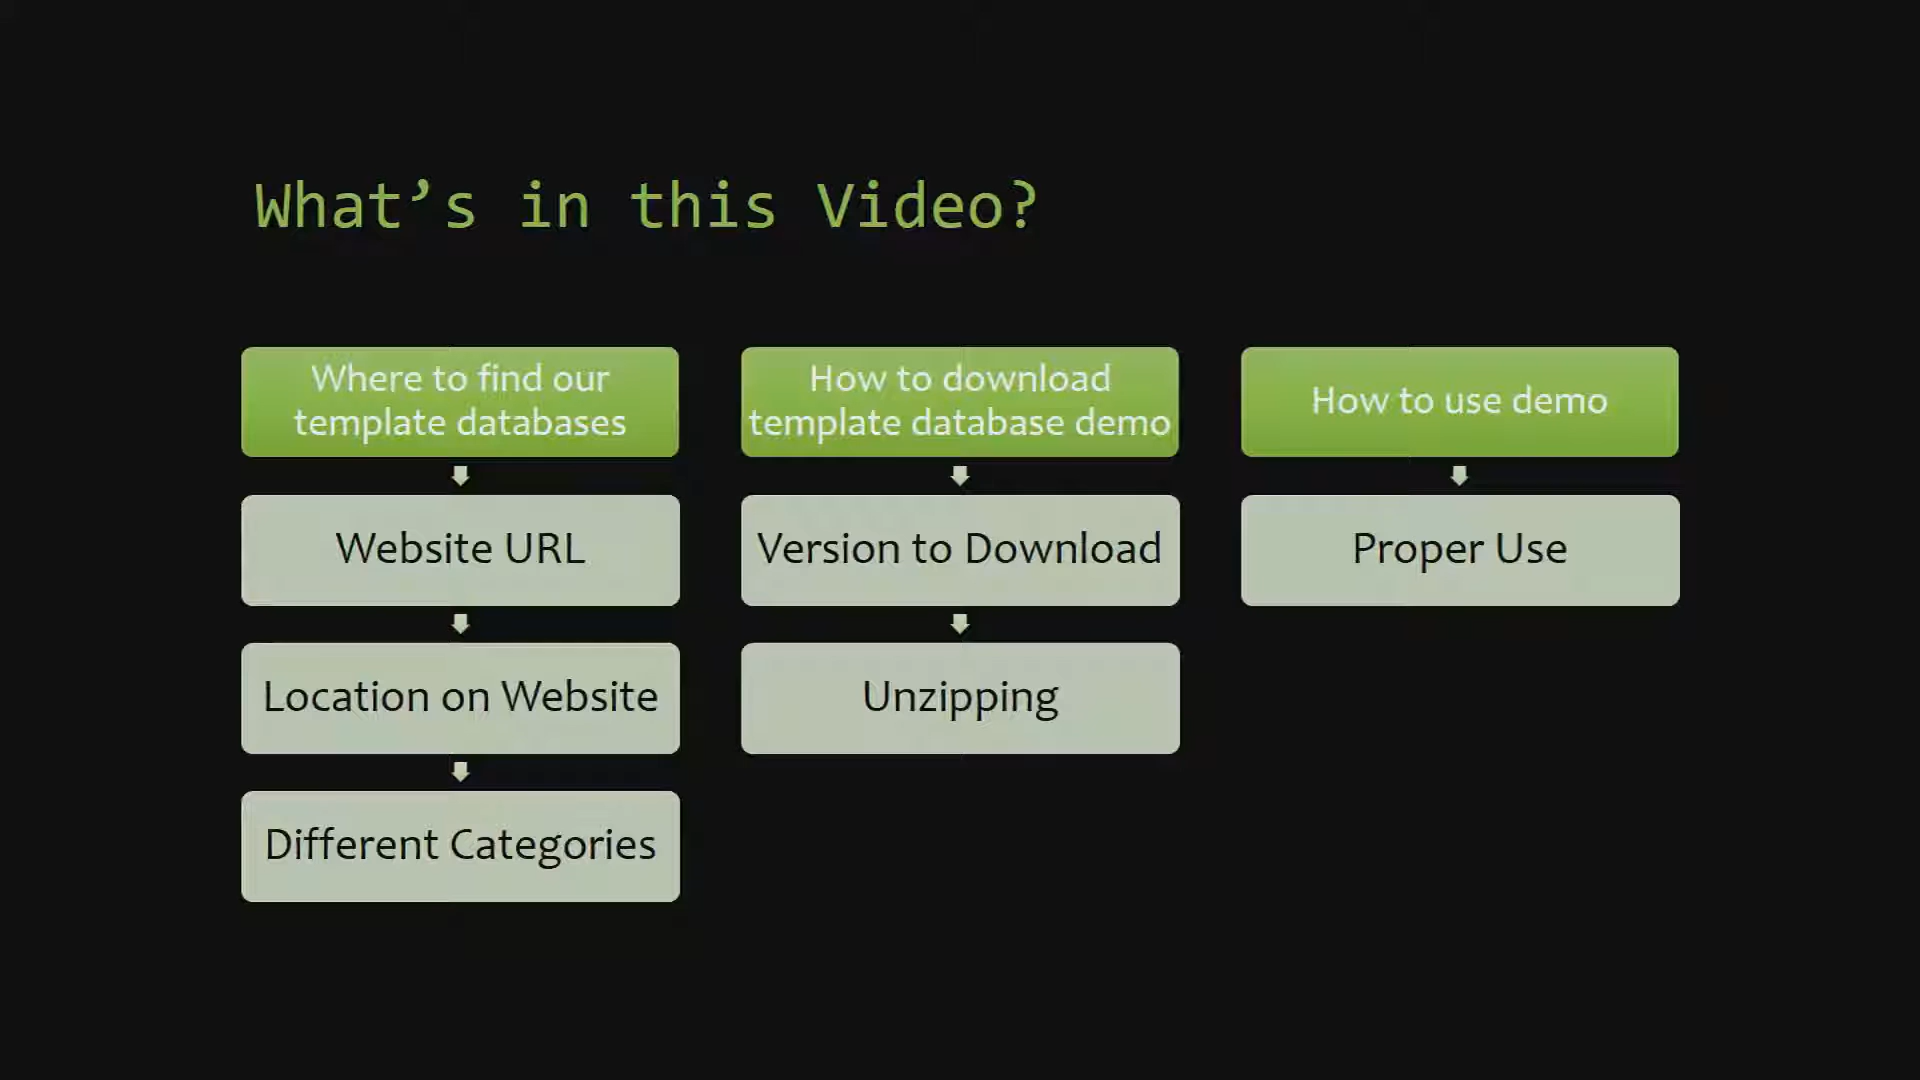 What’s in this Video?
Where to find our
template databases
Website URL
Location on Website
Different Categories
How to download
template database demo
Version to Download
Unzipping
How to use demo
Proper Use